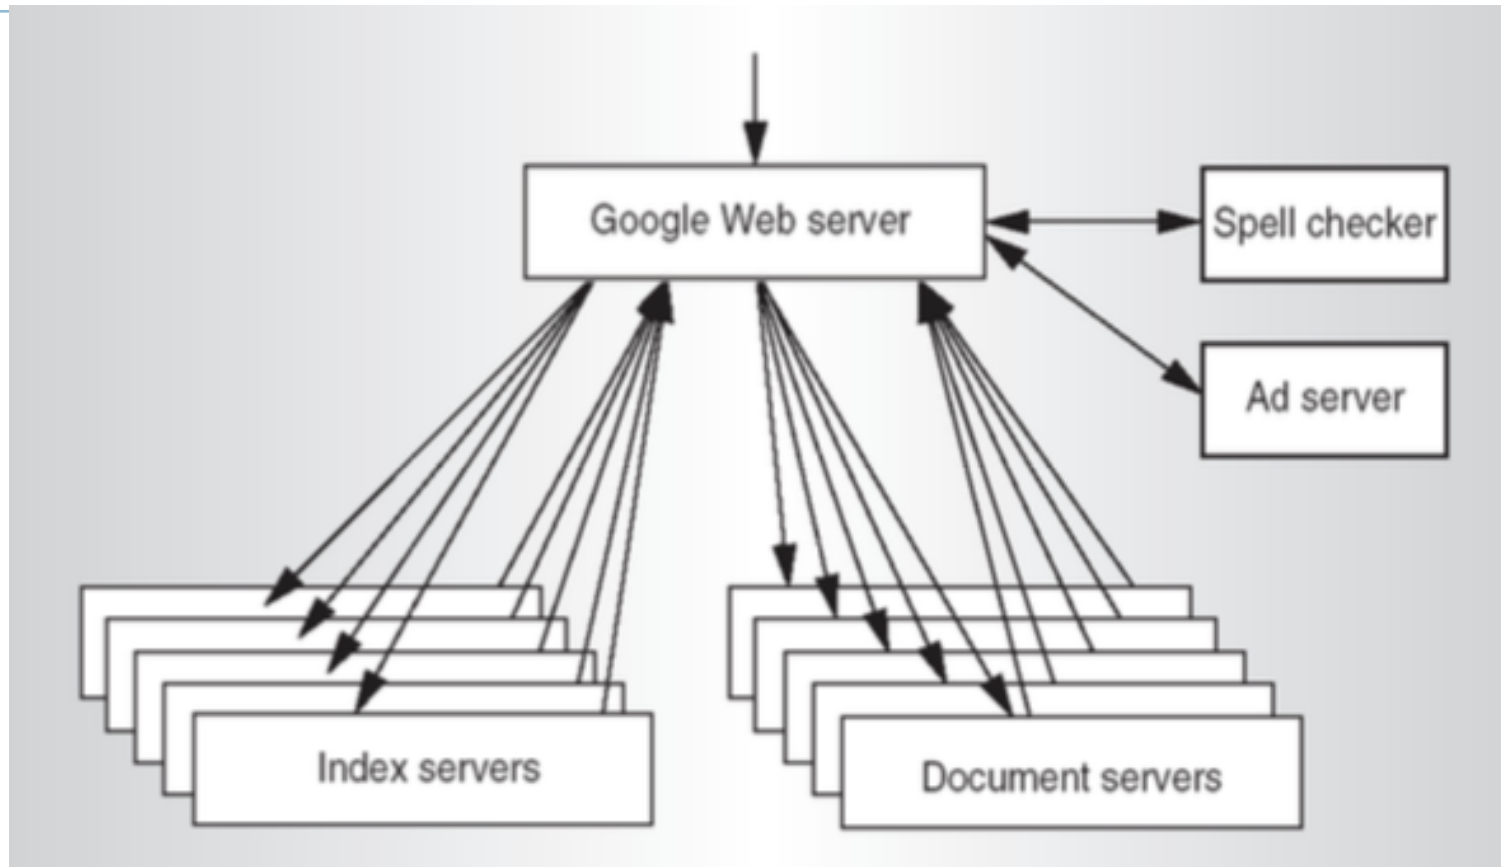 Google Web server
Spell checker
Ad server
Index servers
Document servers